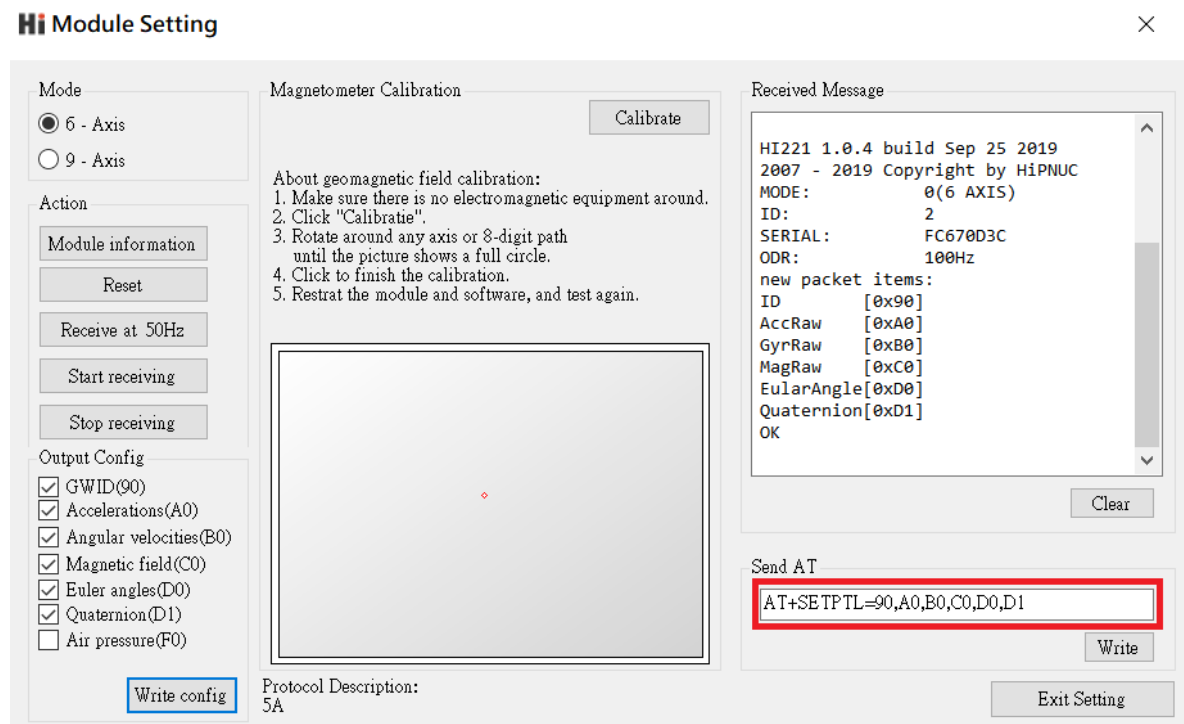 Hi Module Setting
Mode
6 - Axis
9 - Axis
Action
Module information
Reset
Receive at 50Hz
Start receiving
Stop receiving
Output Config
GWID(90)
Accelerations(A0)
Angular velocities(B0)
Magnetic field(C0)
Euler angles(D0)
Quaternion(D1)
Air pressure(F0)
Write config
Magnetometer Calibration
Calibrate
About geomagnetic field calibration:
1. Make sure there is no electromagnetic equipment around.
2. Click "Calibratie".
3. Rotate around any axis or 8-digit path
until the picture shows a full circle.
4. Click to finish the calibration.
5. Restrat the module and software, and test again.
Protocol Description:
5A
Received Message
HI221 1.0.4 build Sep 25 2019
2007 - 2019 Copyright by HiPNUC
MODE: 0(6 AXIS)
ID: 2
SERIAL: FC670D3C
ODR: 100Hz
new packet items:
ID [0x90]
AccRaw [0xA0]
GyrRaw [0xB0]
MagRaw [0xC0]
EularAngle[0xD0]
Quaternion[0xD1]
OK
Clear
Send AT
AT+SETPTL=90,A0,B0,C0,D0,D1
Write
Exit Setting